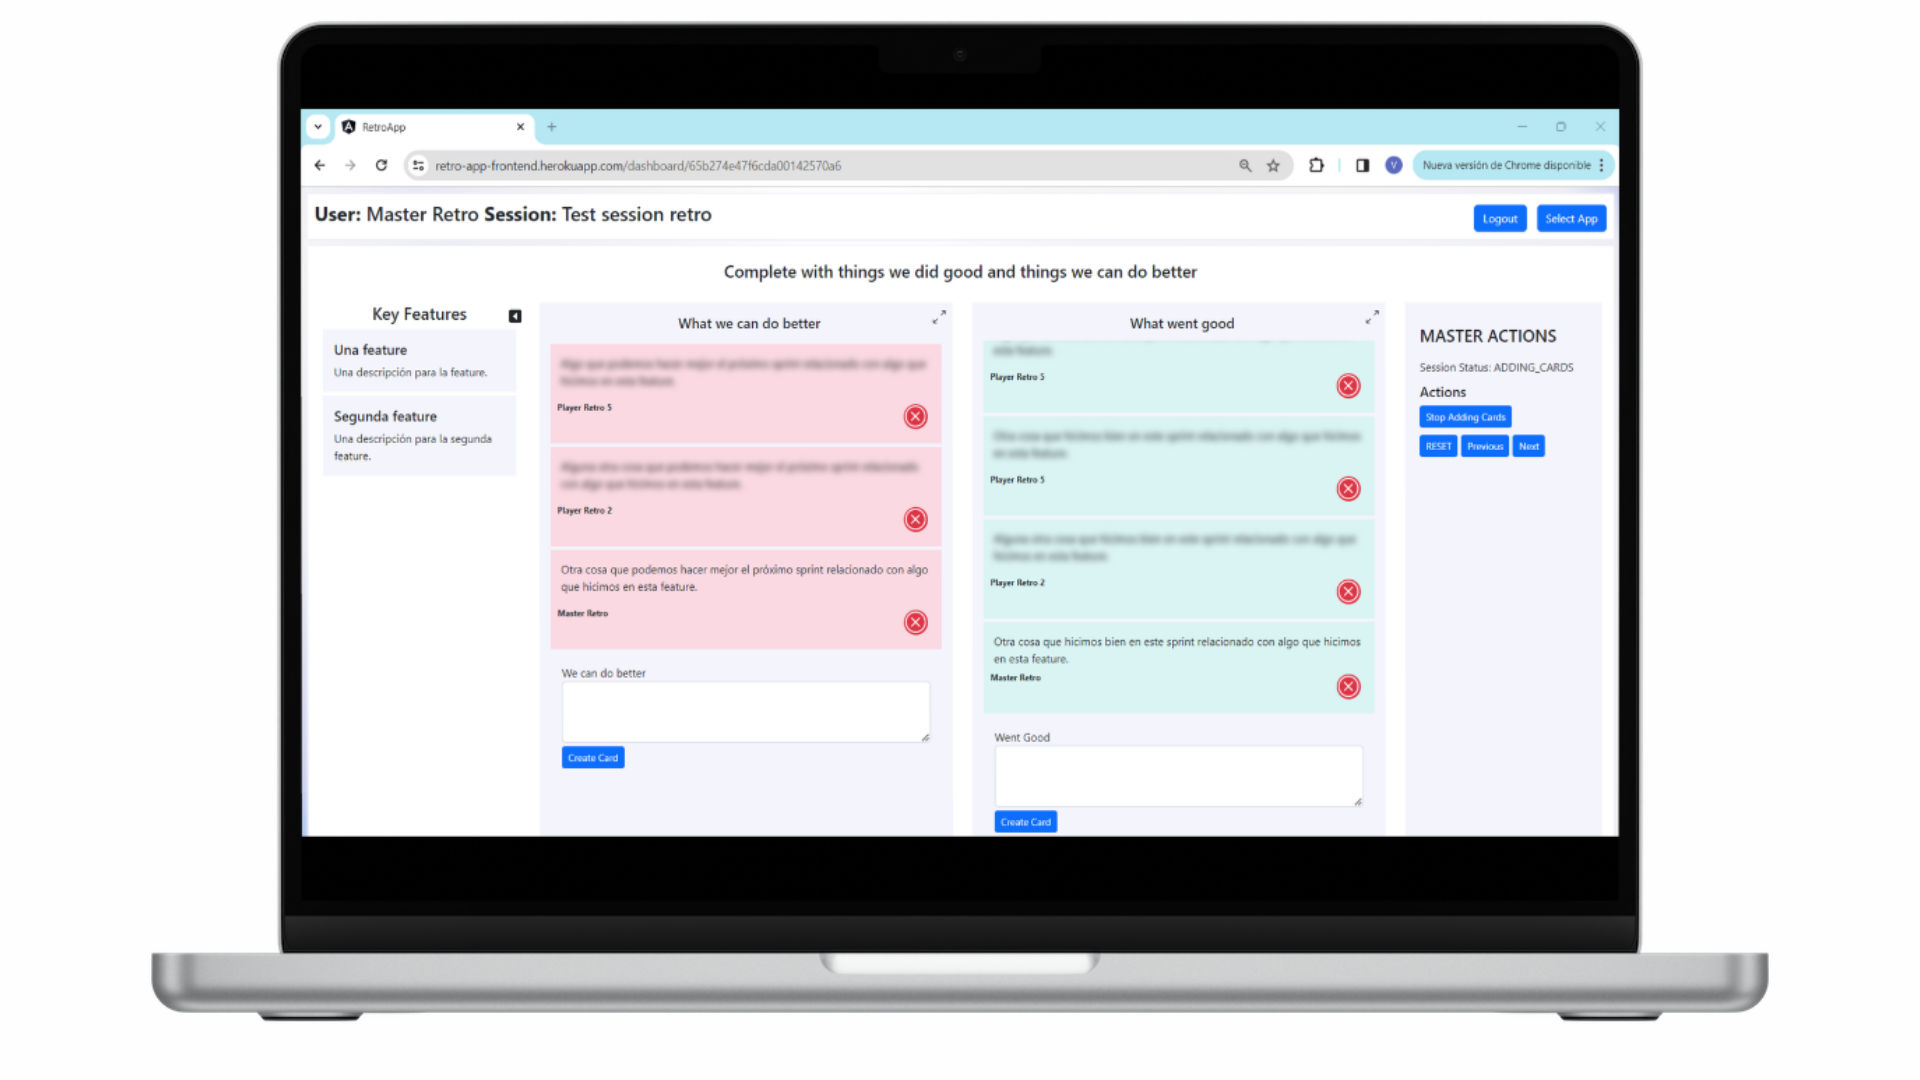 RetroApp
retro-app-frontend.herokuapp.com/dashboard/65b274e47f6cda00142570a6
V
Nueva versión de Chrome disponible
User: Master Retro Session: Test session retro
Logout
Select App
Complete with things we did good and things we can do better
Key Features
Una feature
Una descripción para la feature.
Segunda feature
Una descripción para la segunda
feature.
What we can do better
Player Retro 5
Player Retro 2
Otra cosa que podemos hacer mejor el próximo sprint relacionado con algo
que hicimos en esta feature.
Master Retro
We can do better
Create Card
What went good
Player Retro 5
Player Retro 5
Player Retro 2
Otra cosa que hicimos bien en este sprint relacionado con algo que hicimos
en esta feature.
Master Retro
Went Good
Create Card
MASTER ACTIONS
Session Status: ADDING_CARDS
Actions
Stop Adding Cards
RESET
Previous
Next